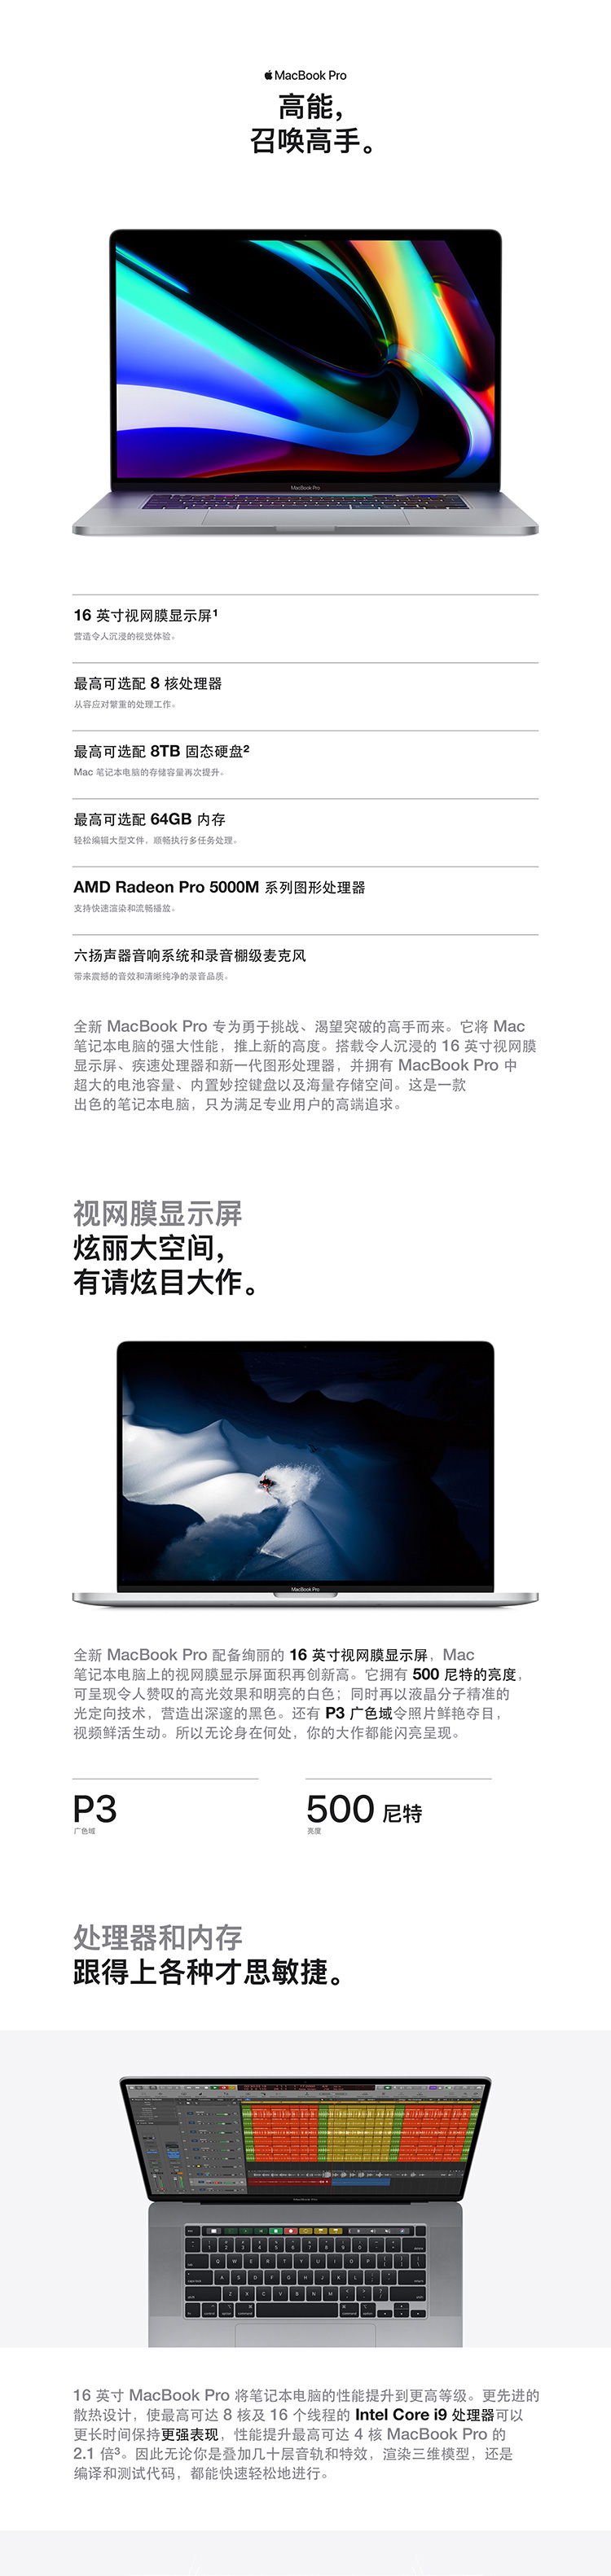 MacBook Pro
高能，
召唤高手。
MacBook Pro
16 英寸视网膜显示屏¹
营造令人沉浸的视觉体验。
最高可选配 8 核处理器
从容应对繁重的处理工作。
最高可选配 8TB 固态硬盘²
Mac 笔记本电脑的存储容量再次提升。
最高可选配 64GB 内存
轻松编辑大型文件，顺畅执行多任务处理。
AMD Radeon Pro 5000M 系列图形处理器
支持快速渲染和流畅播放。
六扬声器音响系统和录音棚级麦克风
带来震撼的音效和清晰纯净的录音品质。
全新 MacBook Pro 专为勇于挑战、渴望突破的高手而来。它将 Mac
笔记本电脑的强大性能，推上新的高度。搭载令人沉浸的 16 英寸视网膜
显示屏、疾速处理器和新一代图形处理器，并拥有 MacBook Pro 中
超大的电池容量、内置妙控键盘以及海量存储空间。这是一款
出色的笔记本电脑，只为满足专业用户的高端追求。
视网膜显示屏
炫丽大空间，
有请炫目大作。
MacBook Pro
全新 MacBook Pro 配备绚丽的 16 英寸视网膜显示屏，Mac
笔记本电脑上的视网膜显示屏面积再创新高。它拥有 500 尼特的亮度，
可呈现令人赞叹的高光效果和明亮的白色；同时再以液晶分子精准的
光定向技术，营造出深邃的黑色。还有 P3 广色域令照片鲜艳夺目，
视频鲜活生动。所以无论身在何处，你的大作都能闪亮呈现。
P3
广色域
500 尼特
亮度
处理器和内存
跟得上各种才思敏捷。
MacBook Pro
16 英寸 MacBook Pro 将笔记本电脑的性能提升到更高等级。更先进的
散热设计，使最高可达 8 核及 16 个线程的 Intel Core i9 处理器可以
更长时间保持更强表现，性能提升最高可达 4 核 MacBook Pro 的
2.1 倍³。因此无论你是叠加几十层音轨和特效，渲染三维模型，还是
编译和测试代码，都能快速轻松地进行。